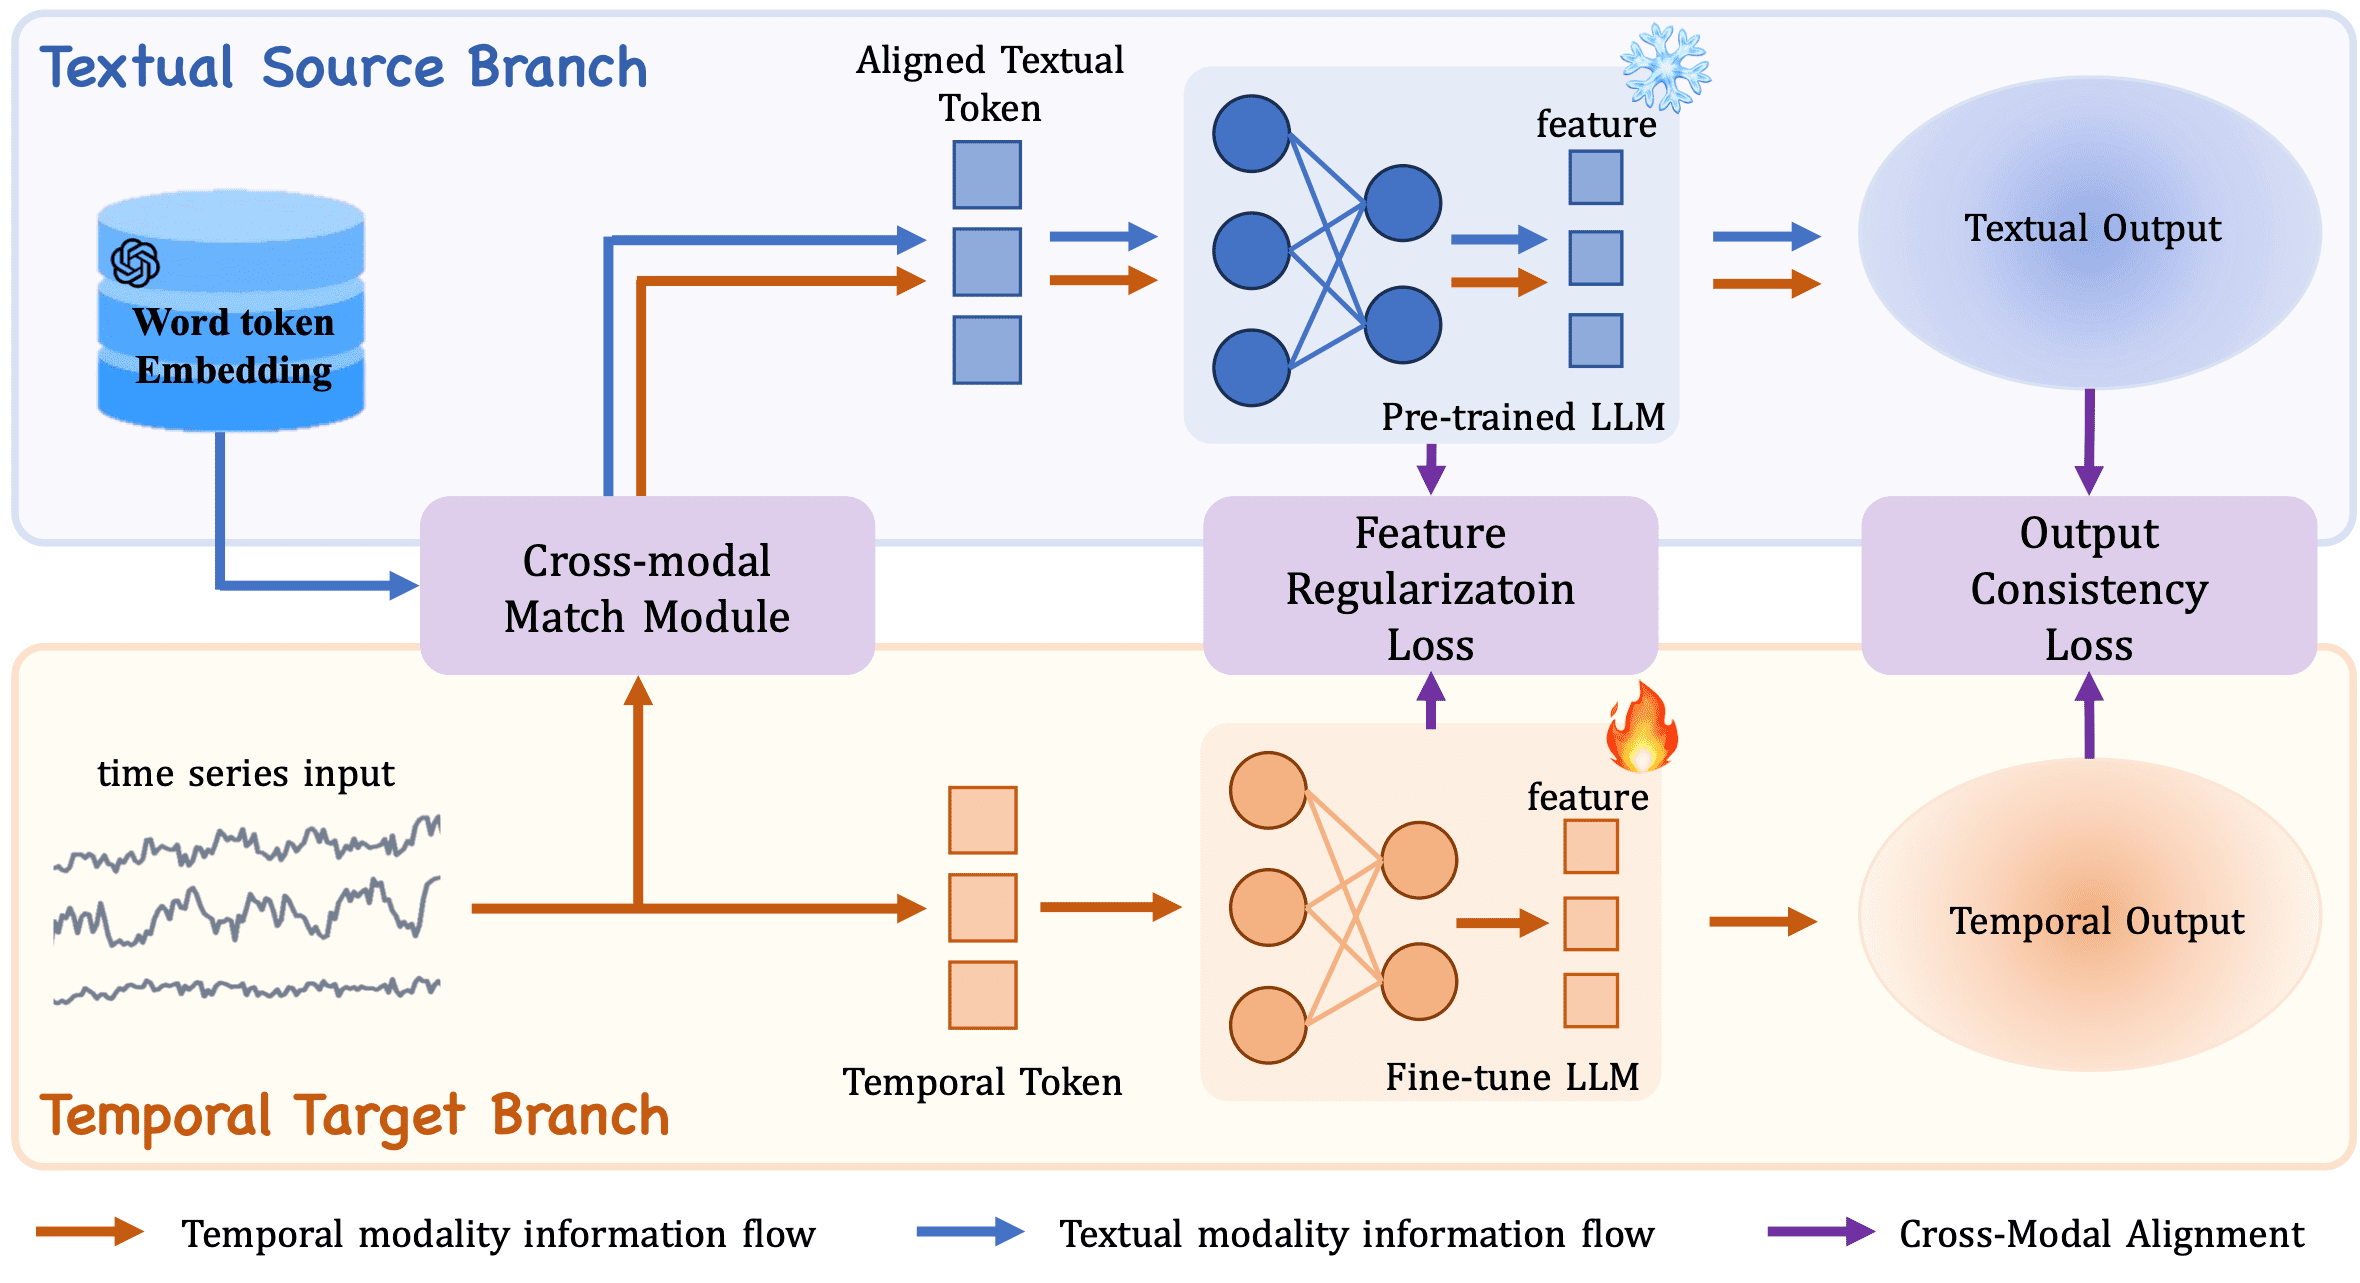 Textual Source Branch
Aligned Textual
Token
feature
Textual Output
Word token
Embedding
Pre-trained LLM
Cross-modal
Match Module
Feature
Regularizatoin
Loss
Output
Consistency
Loss
time series input
feature
Temporal Output
Temporal Token
Fine-tune LLM
Temporal Target Branch
Temporal modality information flow
Textual modality information flow
Cross-Modal Alignment